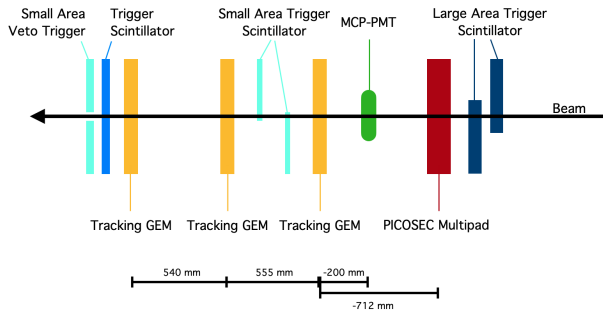 Small Area
Veto Trigger
Trigger
Scintillator
Small Area Trigger
Scintillator
MCP-PMT
Large Area Trigger
Scintillator
Beam
Tracking GEM
Tracking GEM
Tracking GEM
PICOSEC Multipad
540 mm
555 mm
-200 mm
-712 mm